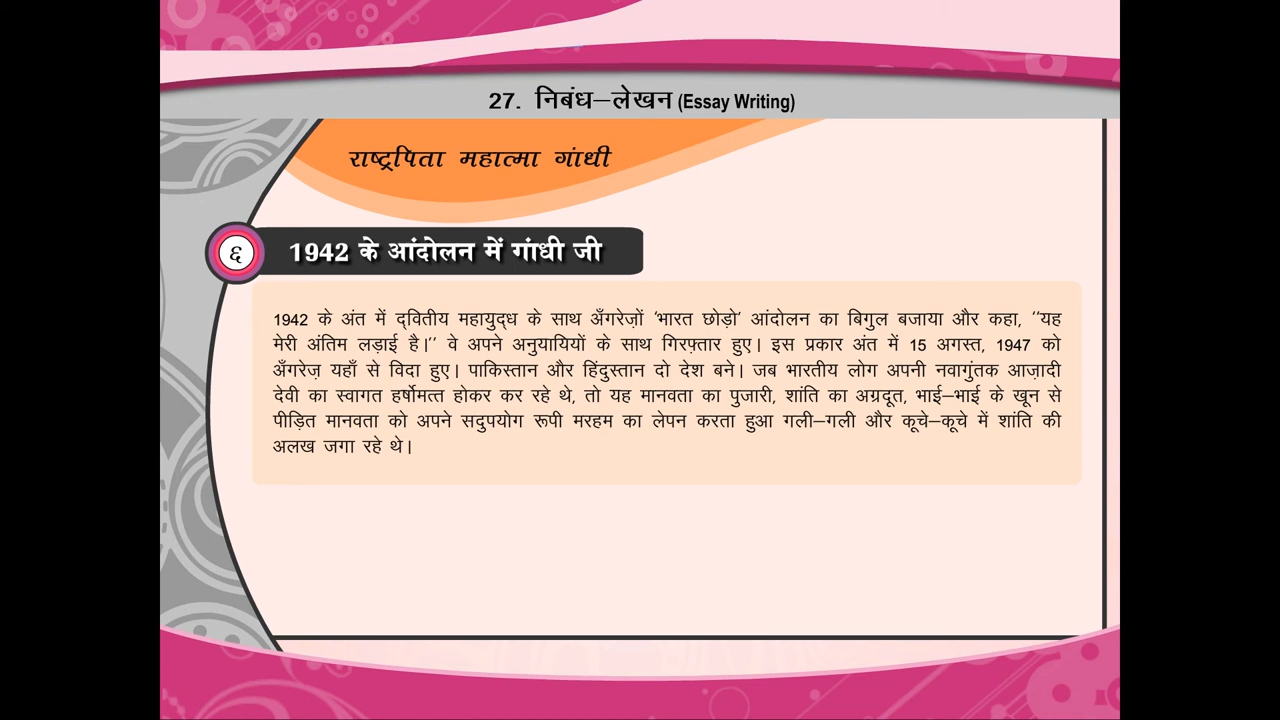 27. निबंध–लेखन (Essay Writing)
राष्ट्रपिता महात्मा गांधी
६ 1942 के आंदोलन में गांधी जी
1942 के अंत में द्‌वितीय महायुद्‌ध के साथ अँगरेज़ों ‘भारत छोड़ो’ आंदोलन का बिगुल बजाया और कहा, ‘‘यह
मेरी अंतिम लड़ाई है।’’ वे अपने अनुयायियों के साथ गिरफ़्तार हुए। इस प्रकार अंत में 15 अगस्त, 1947 को
अँगरेज़ यहाँ से विदा हुए। पाकिस्तान और हिंदुस्तान दो देश बने। जब भारतीय लोग अपनी नवागुंतक आज़ादी
देवी का स्वागत हर्षोमत्त होकर कर रहे थे, तो यह मानवता का पुजारी, शांति का अग्रदूत, भाई–भाई के खून से
पीड़ित मानवता को अपने सदुपयोग रूपी मरहम का लेपन करता हुआ गली–गली और कूचे–कूचे में शांति की
अलख जगा रहे थे।